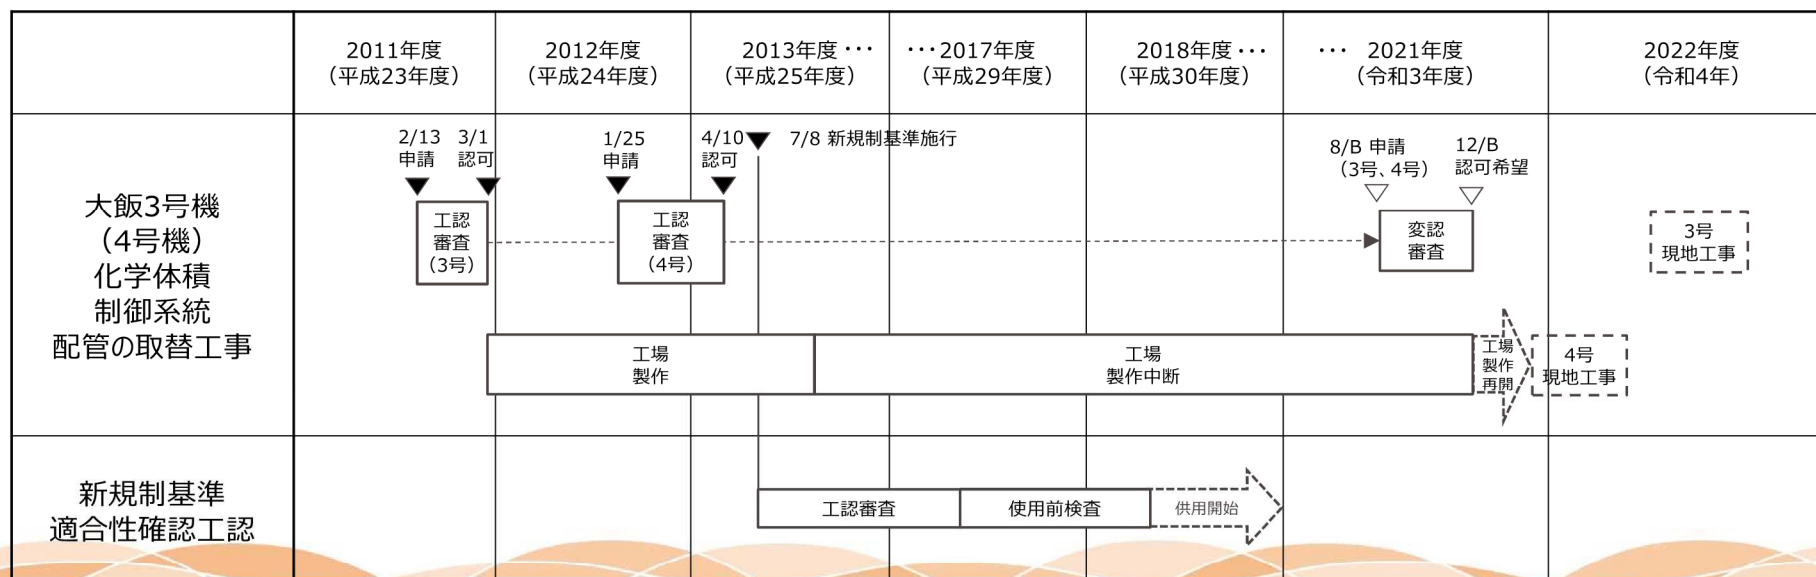 2011年度
（平成23年度）
2012年度
（平成24年度）
2013年度・・・
（平成25年度）
・・・2017年度
（平成29年度）
2018年度・・・
（平成30年度）
・・・ 2021年度
（令和3年度）
2022年度
（令和4年）
大飯3号機
（4号機）
化学体積
制御系統
配管の取替工事
2/13
申請
3/1
認可
1/25
申請
4/10
認可
7/8 新規制基準施行
8/B 申請
（3号、4号）
12/B
認可希望
工認
審査
（3号）
工認
審査
（4号）
変認
審査
3号
現地工事
工場
製作
工場
製作中断
工場
製作
再開
4号
現地工事
新規制基準
適合性確認工認
工認審査
使用前検査
供用開始